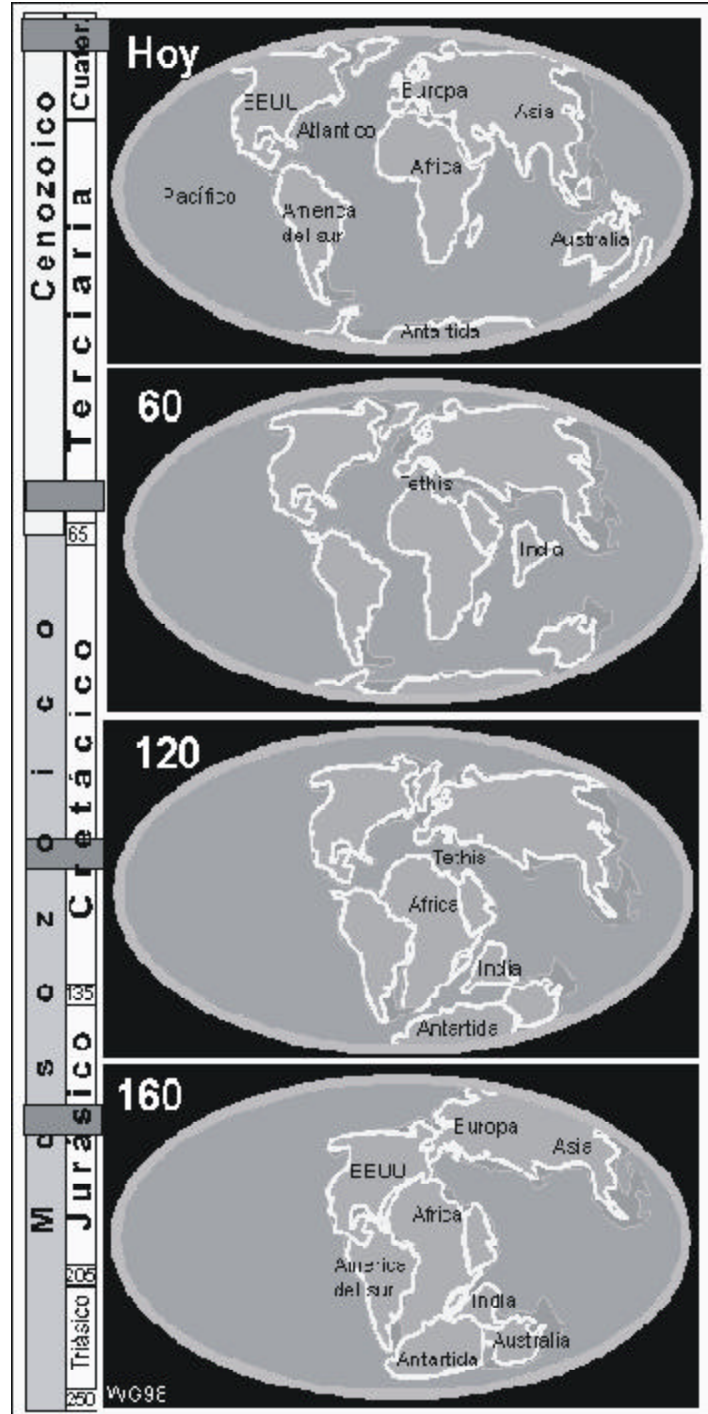 Cenozoico
Cuater.
Terciaria
65
Mesozoico
Cretácico
135
Jurásico
205
Triásico
250
Hoy
EEUU
Europa
Asia
Atlantico
Africa
Pacífico
America
del sur
Australia
Antartida
60
Tethis
India
120
Tethis
Africa
India
Antartida
160
Europa
Asia
EEUU
Africa
America
del sur
India
Australia
Antartida
WG98